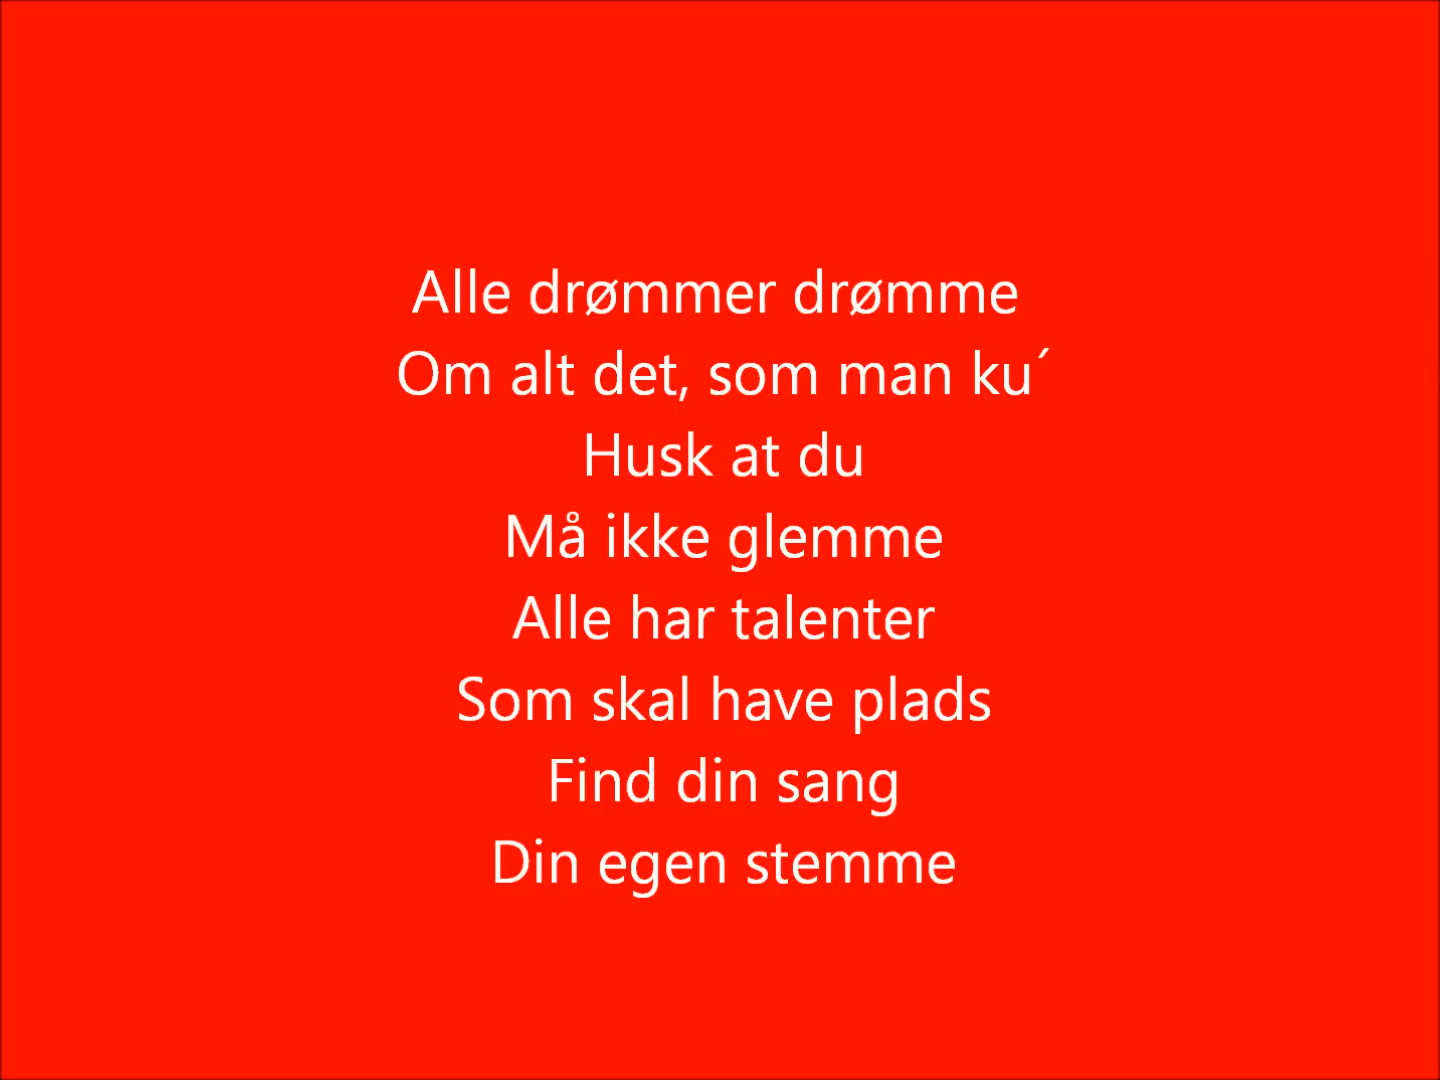 Alle drømmer drømme
Om alt det, som man ku´
Husk at du
Må ikke glemme
Alle har talenter
Som skal have plads
Find din sang
Din egen stemme